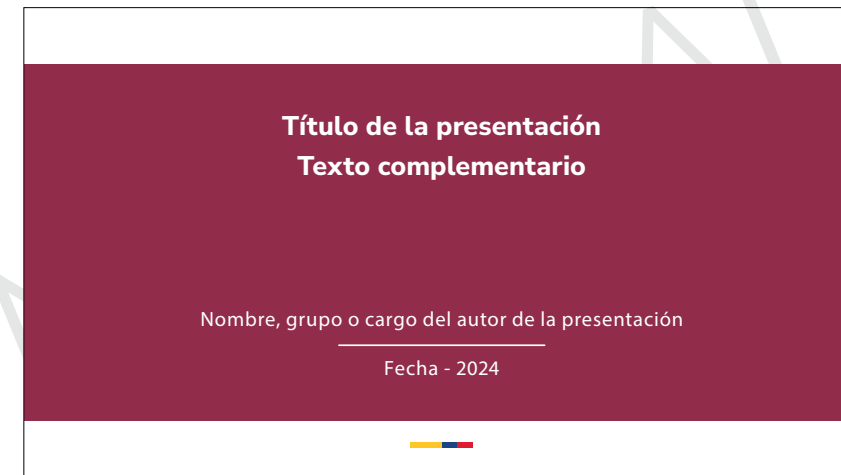 Título de la presentación
Texto complementario
Nombre, grupo o cargo del autor de la presentación
Fecha - 2024